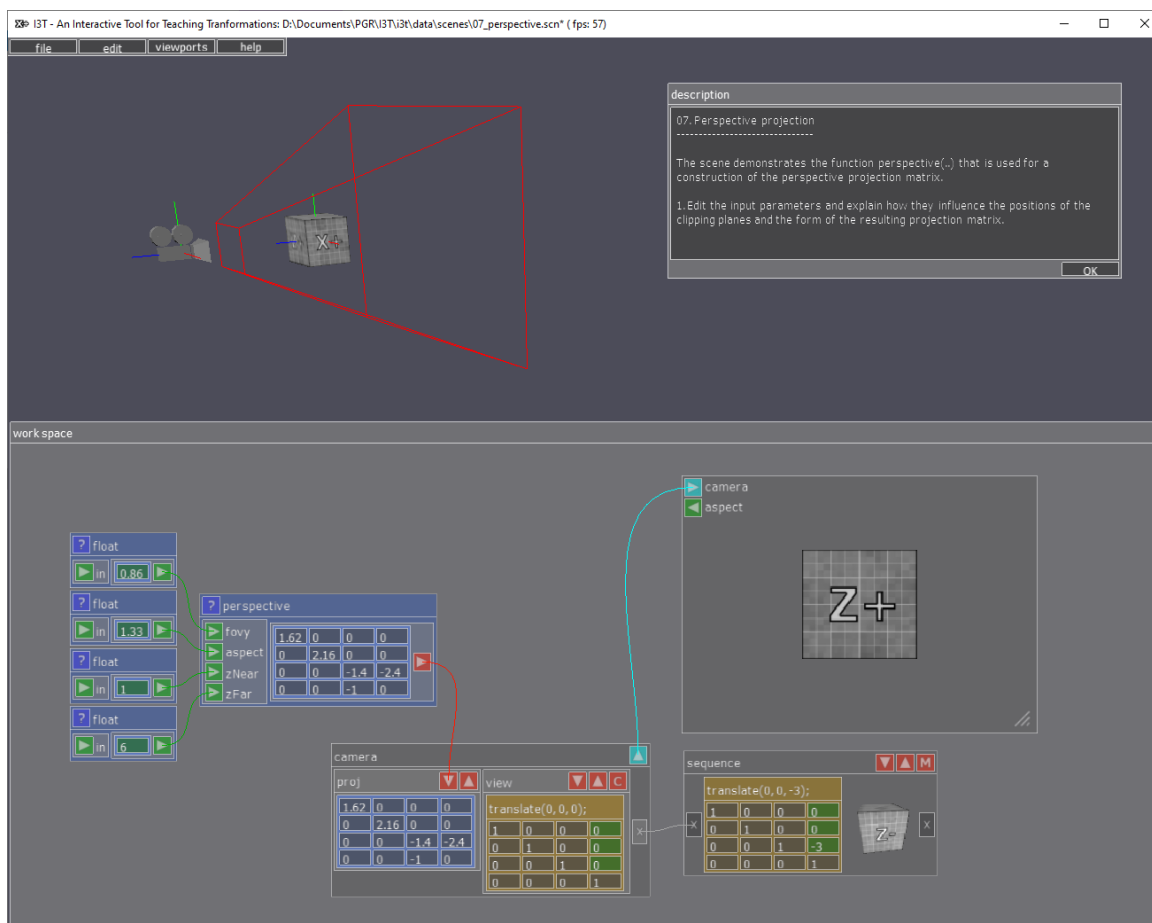 I3T - An Interactive Tool for Teaching Tranformations: D:\Documents\PGR\I3T\i3t\data\scenes\07_perspective.scn* ( fps: 57)
file edit viewports help
description
07. Perspective projection
-------------------------------
The scene demonstrates the function perspective(..) that is used for a
construction of the perspective projection matrix.
1.Edit the input parameters and explain how they influence the positions of the
clipping planes and the form of the resulting projection matrix.
OK
X+
work space
camera
aspect
Z+
? float
in 0.86
? float
in 1.33
? float
in 1
? float
in 6
? perspective
fovy
aspect
zNear
zFar
1.62 0 0 0
0 2.16 0 0
0 0 -1.4 -2.4
0 0 -1 0
camera
proj
1.62 0 0 0
0 2.16 0 0
0 0 -1.4 -2.4
0 0 -1 0
view C
translate(0, 0, 0);
1 0 0 0
0 1 0 0
0 0 1 0
0 0 0 1
x
sequence M
translate(0, 0, -3);
x
1 0 0 0
0 1 0 0
0 0 1 -3
0 0 0 1
Z-
x